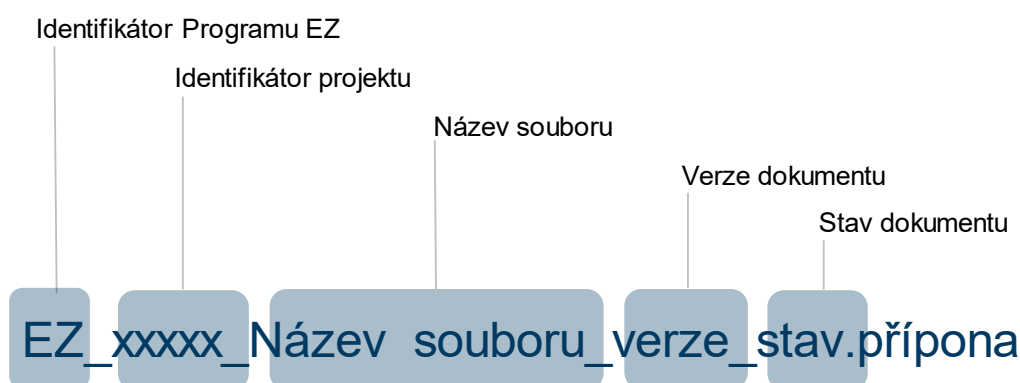 Identifikátor Programu EZ
Identifikátor projektu
Název souboru
Verze dokumentu
Stav dokumentu
EZ_xxxxx_Název souboru_verze_stav.přípona